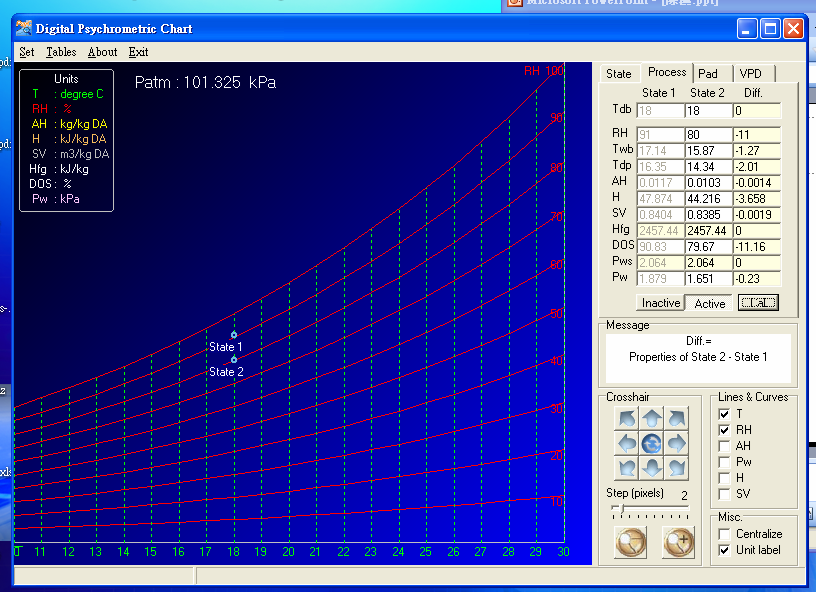 Microsoft PowerPoint - [
Digital Psychrometric Chart
Set Tables About Exit
Units
T : degree C
RH : %
AH : kg/kg DA
H : kJ/kg DA
SV : m3/kg DA
Hfg : kJ/kg
DOS : %
Pw : kPa
Patm : 101.325 kPa
RH 100
90
80
70
60
50
40
30
20
10
State 1
State 2
T 11 12 13 14 15 16 17 18 19 20 21 22 23 24 25 26 27 28 29 30
State Process Pad VPD
State 1 State 2 Diff.
Tdb 18 18 0
RH 91 80 -11
Twb 17.14 15.87 -1.27
Tdp 16.35 14.34 -2.01
AH 0.0117 0.0103 -0.0014
H 47.874 44.216 -3.658
SV 0.8404 0.8385 -0.0019
Hfg 2457.44 2457.44 0
DOS 90.83 79.67 -11.16
Pws 2.064 2.064 0
Pw 1.879 1.651 -0.23
Inactive Active
Message
Diff.=
Properties of State 2 - State 1
Crosshair
Step (pixels) 2
Lines & Curves
T
RH
AH
Pw
H
SV
Misc.
Centralize
Unit label